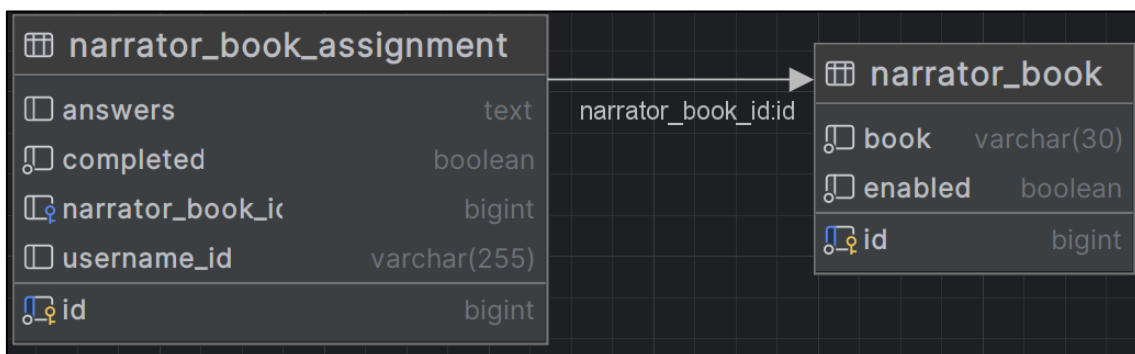 narrator_book_assignment
answers text
completed boolean
narrator_book_ic bigint
username_id varchar(255)
id bigint
narrator_book_id:id
narrator_book
book varchar(30)
enabled boolean
id bigint